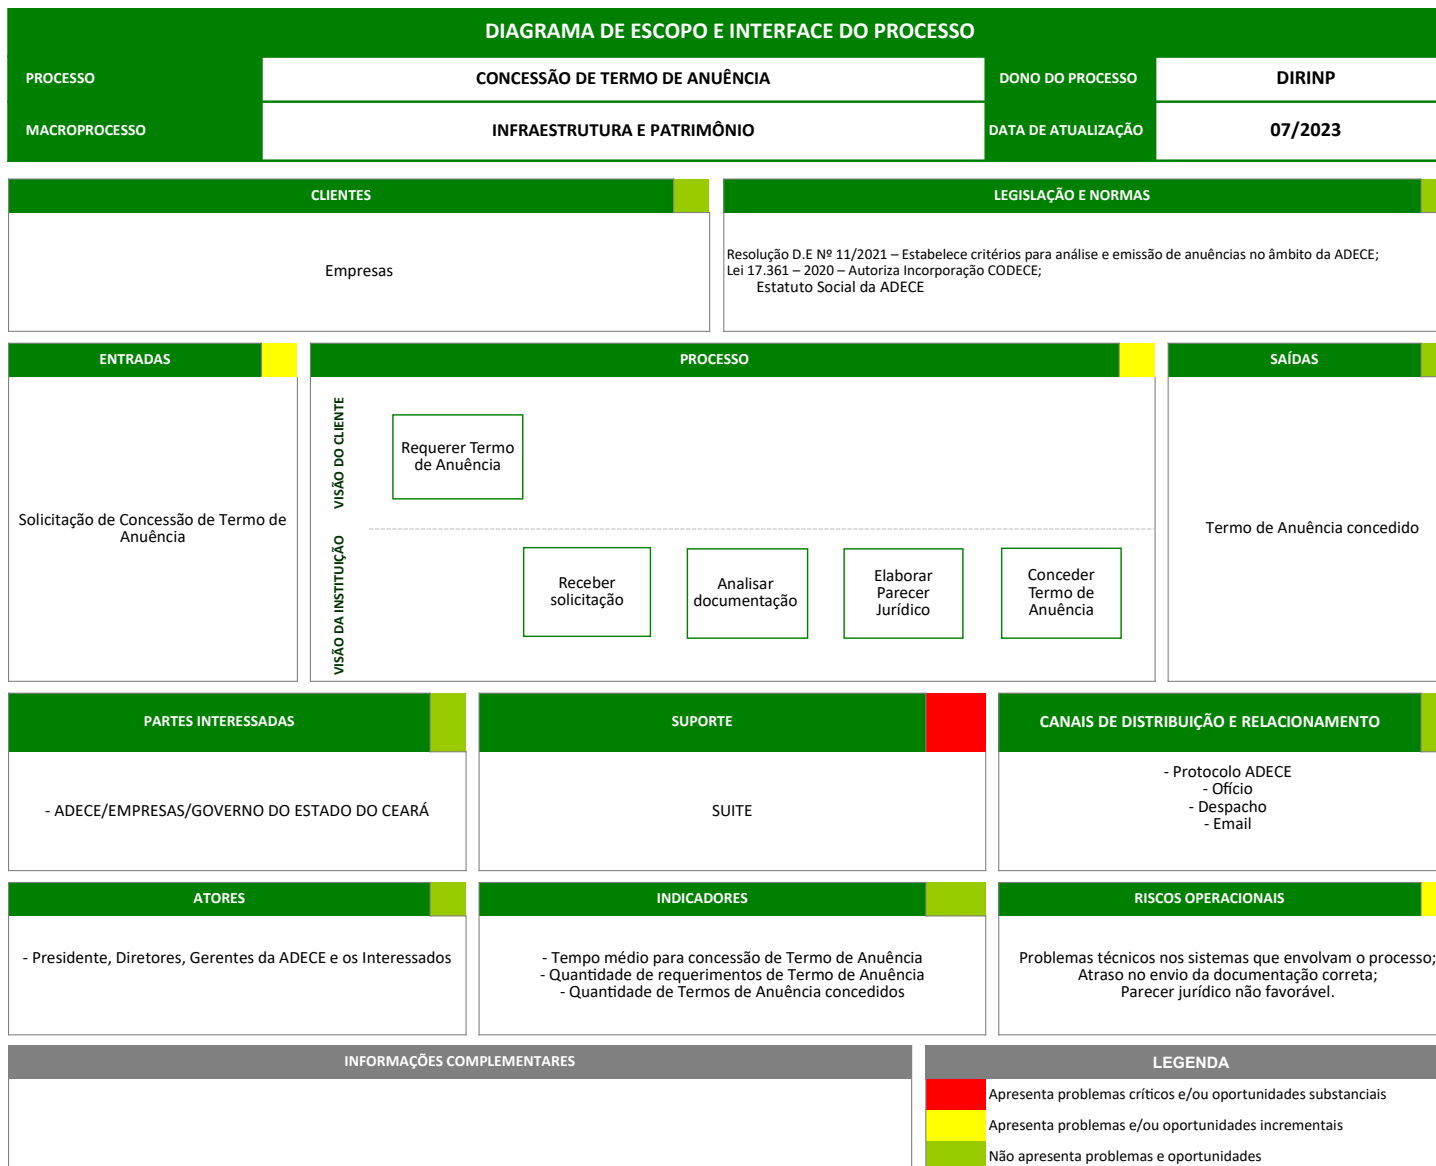 DIAGRAMA DE ESCOPO E INTERFACE DO PROCESSO
PROCESSO
CONCESSÃO DE TERMO DE ANUÊNCIA
DONO DO PROCESSO
DIRINP
MACROPROCESSO
INFRAESTRUTURA E PATRIMÔNIO
DATA DE ATUALIZAÇÃO
07/2023
CLIENTES
Empresas
LEGISLAÇÃO E NORMAS
Resolução D.E Nº 11/2021 – Estabelece critérios para análise e emissão de anuências no âmbito da ADECE;
Lei 17.361 – 2020 – Autoriza Incorporação CODECE;
Estatuto Social da ADECE
ENTRADAS
Solicitação de Concessão de Termo de
Anuência
PROCESSO
VISÃO DO CLIENTE
Requerer Termo
de Anuência
VISÃO DA INSTITUIÇÃO
Receber
solicitação
Analisar
documentação
Elaborar
Parecer
Jurídico
Conceder
Termo de
Anuência
SAÍDAS
Termo de Anuência concedido
PARTES INTERESSADAS
- ADECE/EMPRESAS/GOVERNO DO ESTADO DO CEARÁ
SUPORTE
SUITE
CANAIS DE DISTRIBUIÇÃO E RELACIONAMENTO
- Protocolo ADECE
- Ofício
- Despacho
- Email
ATORES
- Presidente, Diretores, Gerentes da ADECE e os Interessados
INDICADORES
- Tempo médio para concessão de Termo de Anuência
- Quantidade de requerimentos de Termo de Anuência
- Quantidade de Termos de Anuência concedidos
RISCOS OPERACIONAIS
Problemas técnicos nos sistemas que envolvam o processo;
Atraso no envio da documentação correta;
Parecer jurídico não favorável.
INFORMAÇÕES COMPLEMENTARES
LEGENDA
Apresenta problemas críticos e/ou oportunidades substanciais
Apresenta problemas e/ou oportunidades incrementais
Não apresenta problemas e oportunidades